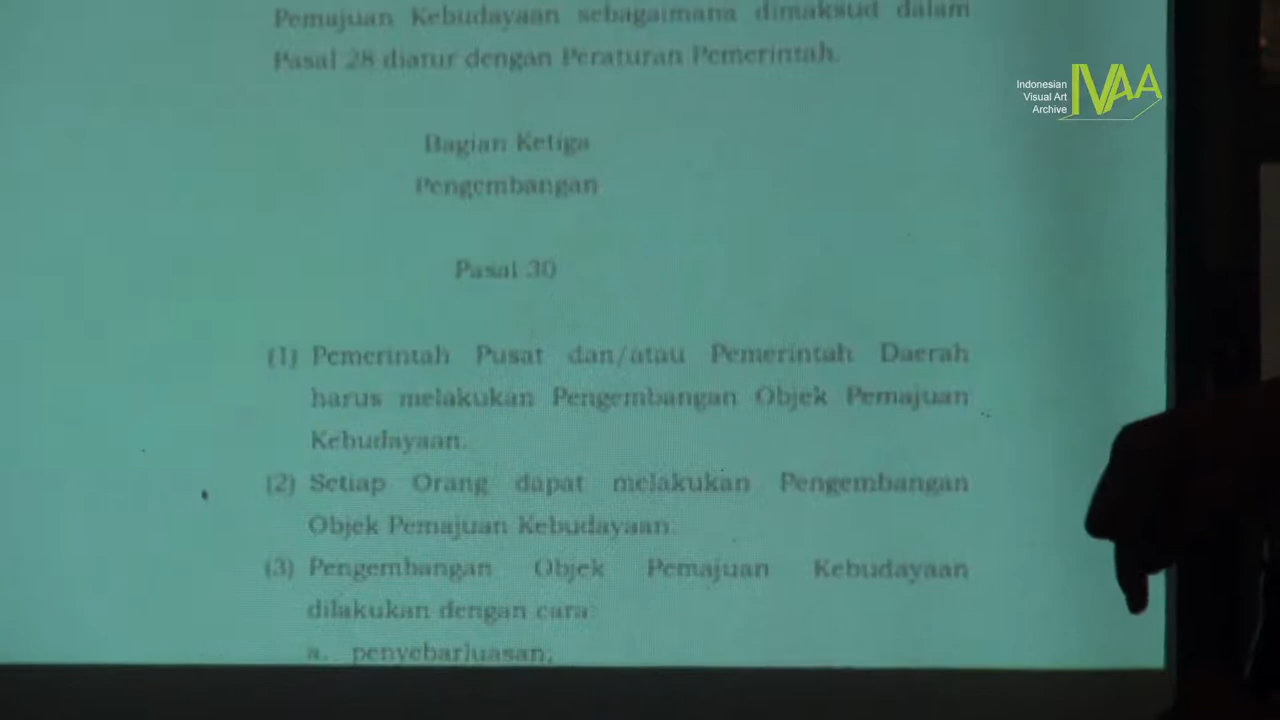 Pemajuan Kebudayaan sebagaimana dimaksud dalam
Pasal 28 diatur dengan Peraturan Pemerintah.
Indonesian
Visual Art
Archive
IVAA
Bagian Ketiga
Pengembangan
Pasal 30
(1) Pemerintah Pusat dan/atau Pemerintah Daerah
harus melakukan Pengembangan Objek Pemajuan
Kebudayaan.
(2) Setiap Orang dapat melakukan Pengembangan
Objek Pemajuan Kebudayaan.
(3) Pengembangan Objek Pemajuan Kebudayaan
dilakukan dengan cara:
a. penyebarluasan;